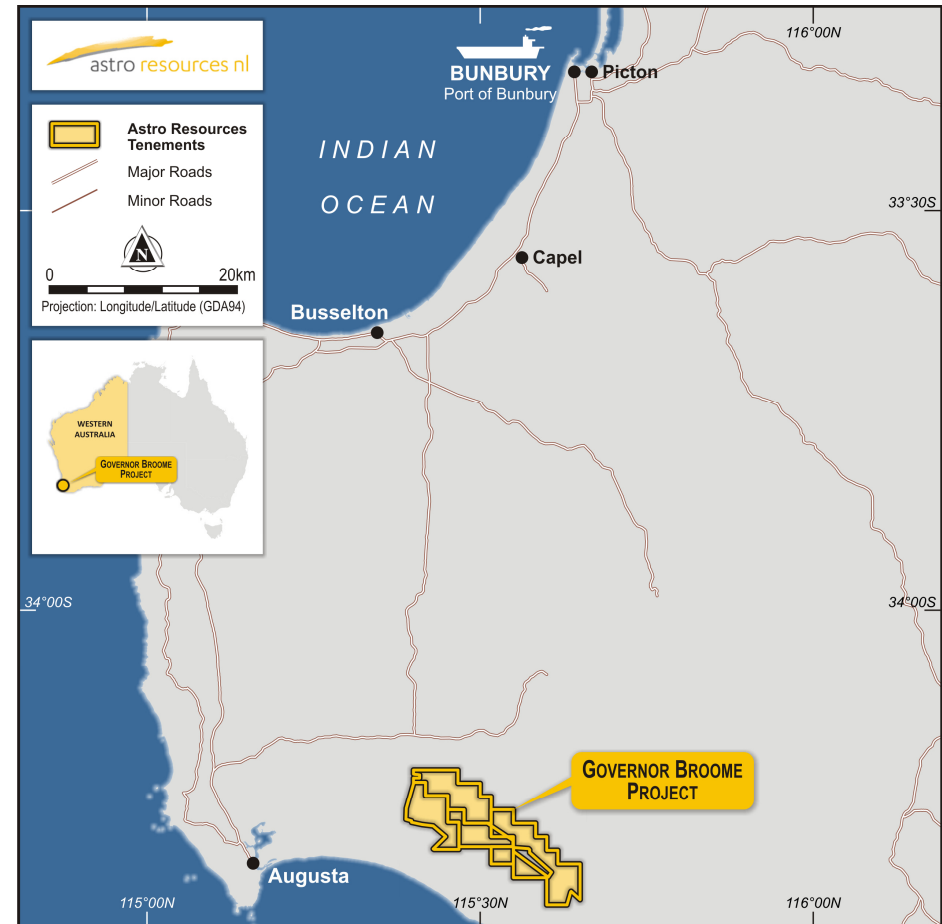 astro resources nl
Astro Resources
Tenements
Major Roads
Minor Roads
N
0 20km
Projection: Longitude/Latitude (GDA94)
WESTERN
AUSTRALIA
GOVERNOR BROOME
PROJECT
116°00N
BUNBURY
Port of Bunbury
Picton
INDIAN
OCEAN
33°30S
Capel
Busselton
34°00S
34°00S
GOVERNOR BROOME
PROJECT
Augusta
115°00N
115°30N
116°00N